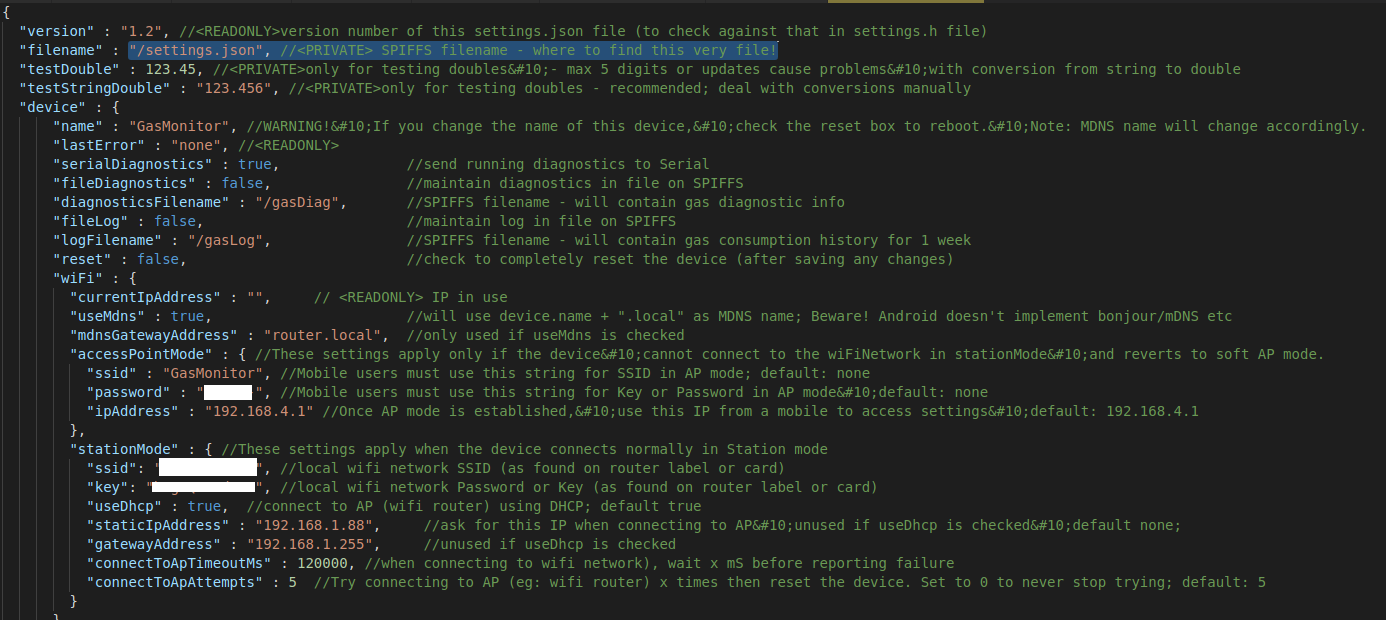 {
"version" : "1.2", //<READONLY>version number of this settings.json file (to check against that in settings.h file)
"filename" : "/settings.json", //<PRIVATE> SPIFFS filename - where to find this very file!
"testDouble" : 123.45, //<PRIVATE>only for testing doubles&#10;- max 5 digits or updates cause problems&#10;with conversion from string to double
"testStringDouble" : "123.456", //<PRIVATE>only for testing doubles - recommended; deal with conversions manually
"device" : {
"name" : "GasMonitor", //WARNING!&#10;If you change the name of this device,&#10;check the reset box to reboot.&#10;Note: MDNS name will change accordingly.
"lastError" : "none", //<READONLY>
"serialDiagnostics" : true, //send running diagnostics to Serial
"fileDiagnostics" : false, //maintain diagnostics in file on SPIFFS
"diagnosticsFilename" : "/gasDiag", //SPIFFS filename - will contain gas diagnostic info
"fileLog" : false, //maintain log in file on SPIFFS
"logFilename" : "/gasLog", //SPIFFS filename - will contain gas consumption history for 1 week
"reset" : false, //check to completely reset the device (after saving any changes)
"wiFi" : {
"currentIpAddress" : "", // <READONLY> IP in use
"useMdns" : true, //will use device.name + ".local" as MDNS name; Beware! Android doesn't implement bonjour/mDNS etc
"mdnsGatewayAddress" : "router.local", //only used if useMdns is checked
"accessPointMode" : { //These settings apply only if the device&#10;cannot connect to the wiFiNetwork in stationMode&#10;and reverts to soft AP mode.
"ssid" : "GasMonitor", //Mobile users must use this string for SSID in AP mode; default: none
"password" : "", //Mobile users must use this string for Key or Password in AP mode&#10;default: none
"ipAddress" : "192.168.4.1" //Once AP mode is established,&#10;use this IP from a mobile to access settings&#10;default: 192.168.4.1
},
"stationMode" : { //These settings apply when the device connects normally in Station mode
"ssid": "", //local wifi network SSID (as found on router label or card)
"key": "", //local wifi network Password or Key (as found on router label or card)
"useDhcp" : true, //connect to AP (wifi router) using DHCP; default true
"staticIpAddress" : "192.168.1.88", //ask for this IP when connecting to AP&#10;unused if useDhcp is checked&#10;default none;
"gatewayAddress" : "192.168.1.255", //unused if useDhcp is checked
"connectToApTimeoutMs" : 120000, //when connecting to wifi network), wait x mS before reporting failure
"connectToApAttempts" : 5 //Try connecting to AP (eg: wifi router) x times then reset the device. Set to 0 to never stop trying; default: 5
}